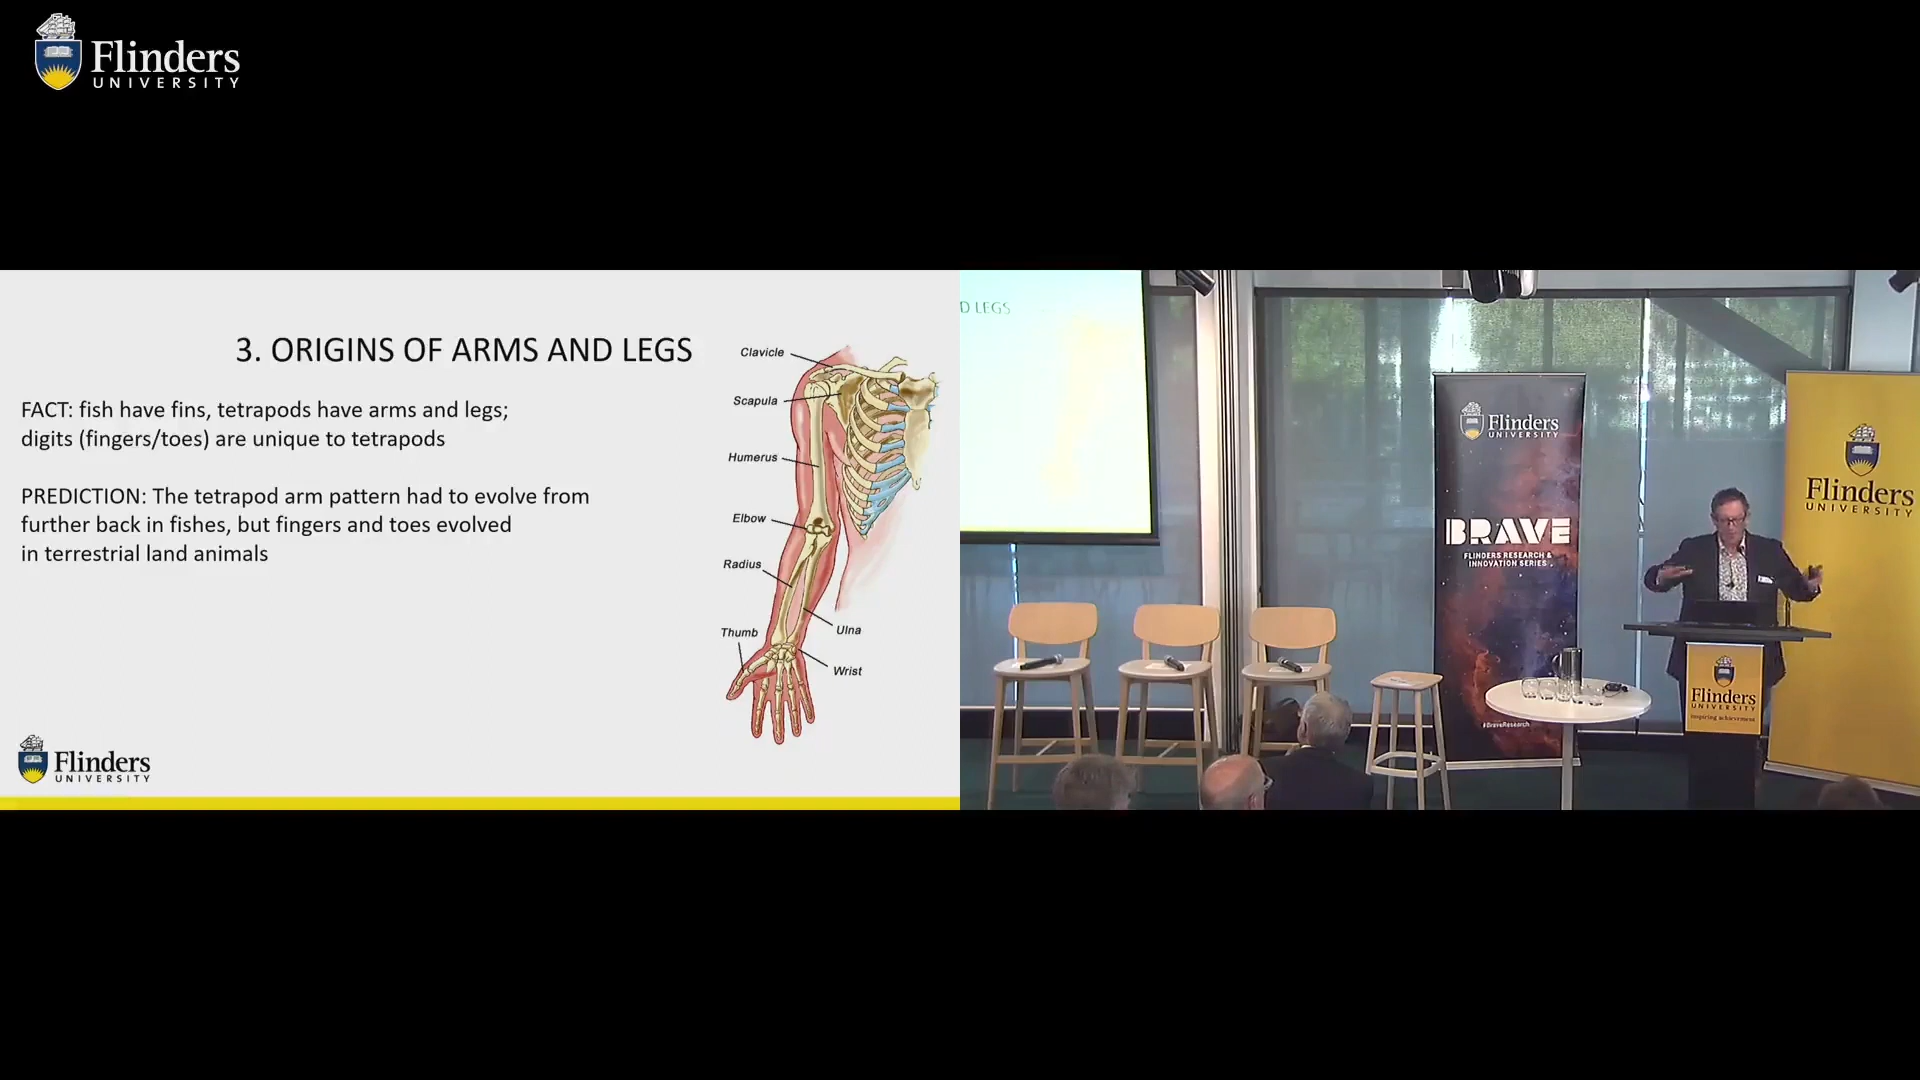 Flinders
UNIVERSITY
3. ORIGINS OF ARMS AND LEGS
FACT: fish have fins, tetrapods have arms and legs;
digits (fingers/toes) are unique to tetrapods
PREDICTION: The tetrapod arm pattern had to evolve from
further back in fishes, but fingers and toes evolved
in terrestrial land animals
Clavicle
Scapula
Humerus
Elbow
Radius
Thumb
Ulna
Wrist
Flinders
UNIVERSITY
D LEGS
Flinders
UNIVERSITY
BRAVE
FLINDERS RESEARCH &
INNOVATION SERIES
#BraveResearch
Flinders
UNIVERSITY
Flinders
UNIVERSITY
inspiring achievement